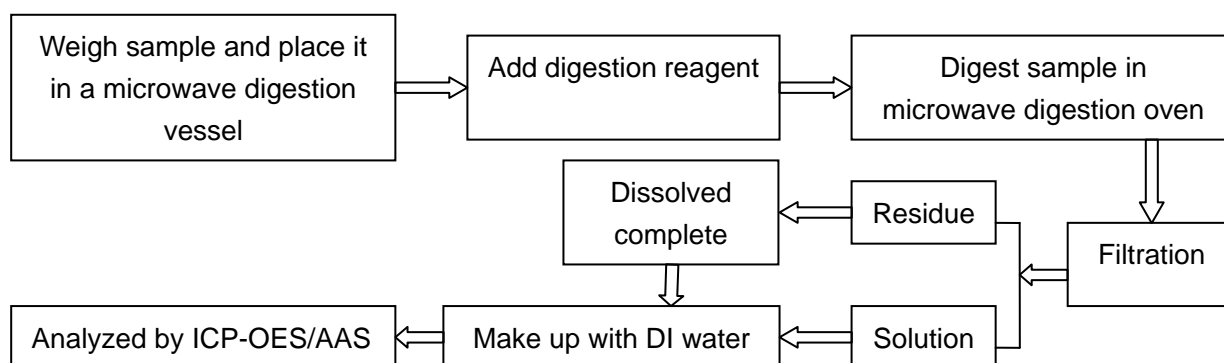 Weigh sample and place it
in a microwave digestion
vessel
Add digestion reagent
Digest sample in
microwave digestion oven
Dissolved
complete
Residue
Filtration
Analyzed by ICP-OES/AAS
Make up with DI water
Solution